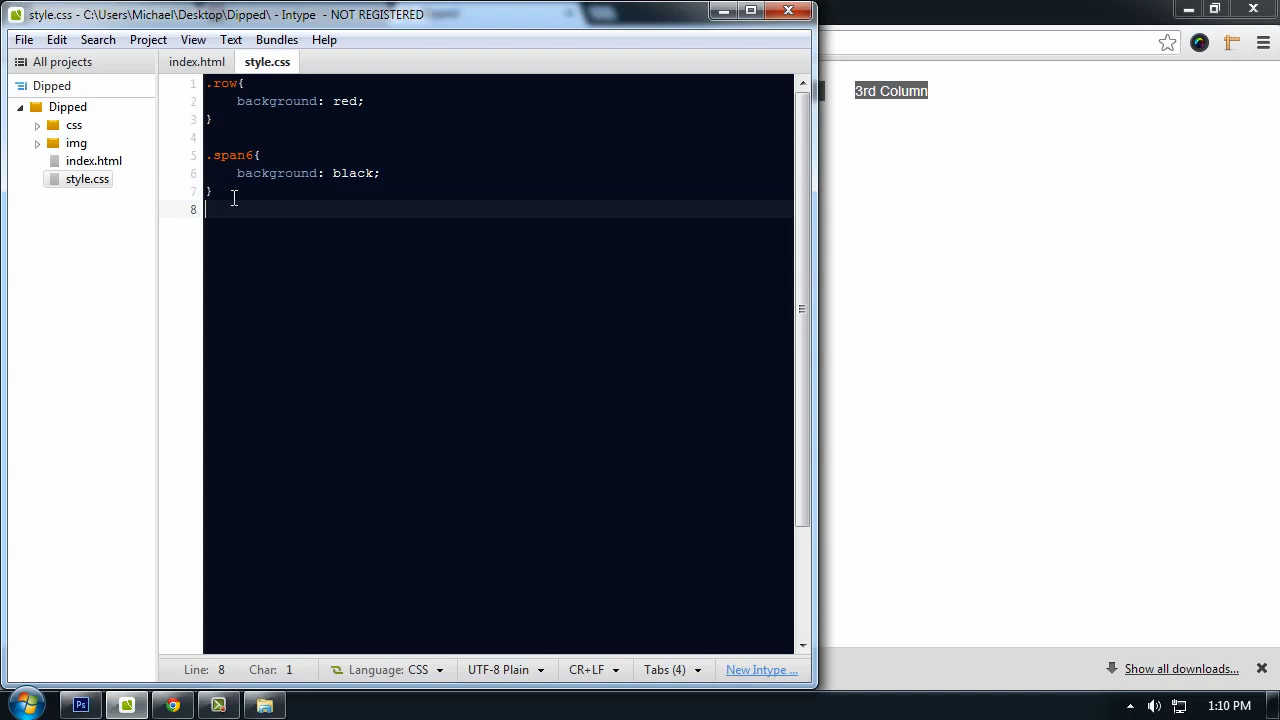 style.css - C:\Users\Michael\Desktop\Dipped\ - Intype - NOT REGISTERED
File Edit Search Project View Text Bundles Help
All projects
index.html style.css
Dipped
Dipped
css
img
index.html
style.css
1 .row{
2 background: red;
3 }
4
5 .span6{
6 background: black;
7 }
8
3rd Column
Line: 8 Char: 1 Language: CSS UTF-8 Plain CR+LF Tabs (4) New Intype ...
Show all downloads...
Ps
1:10 PM